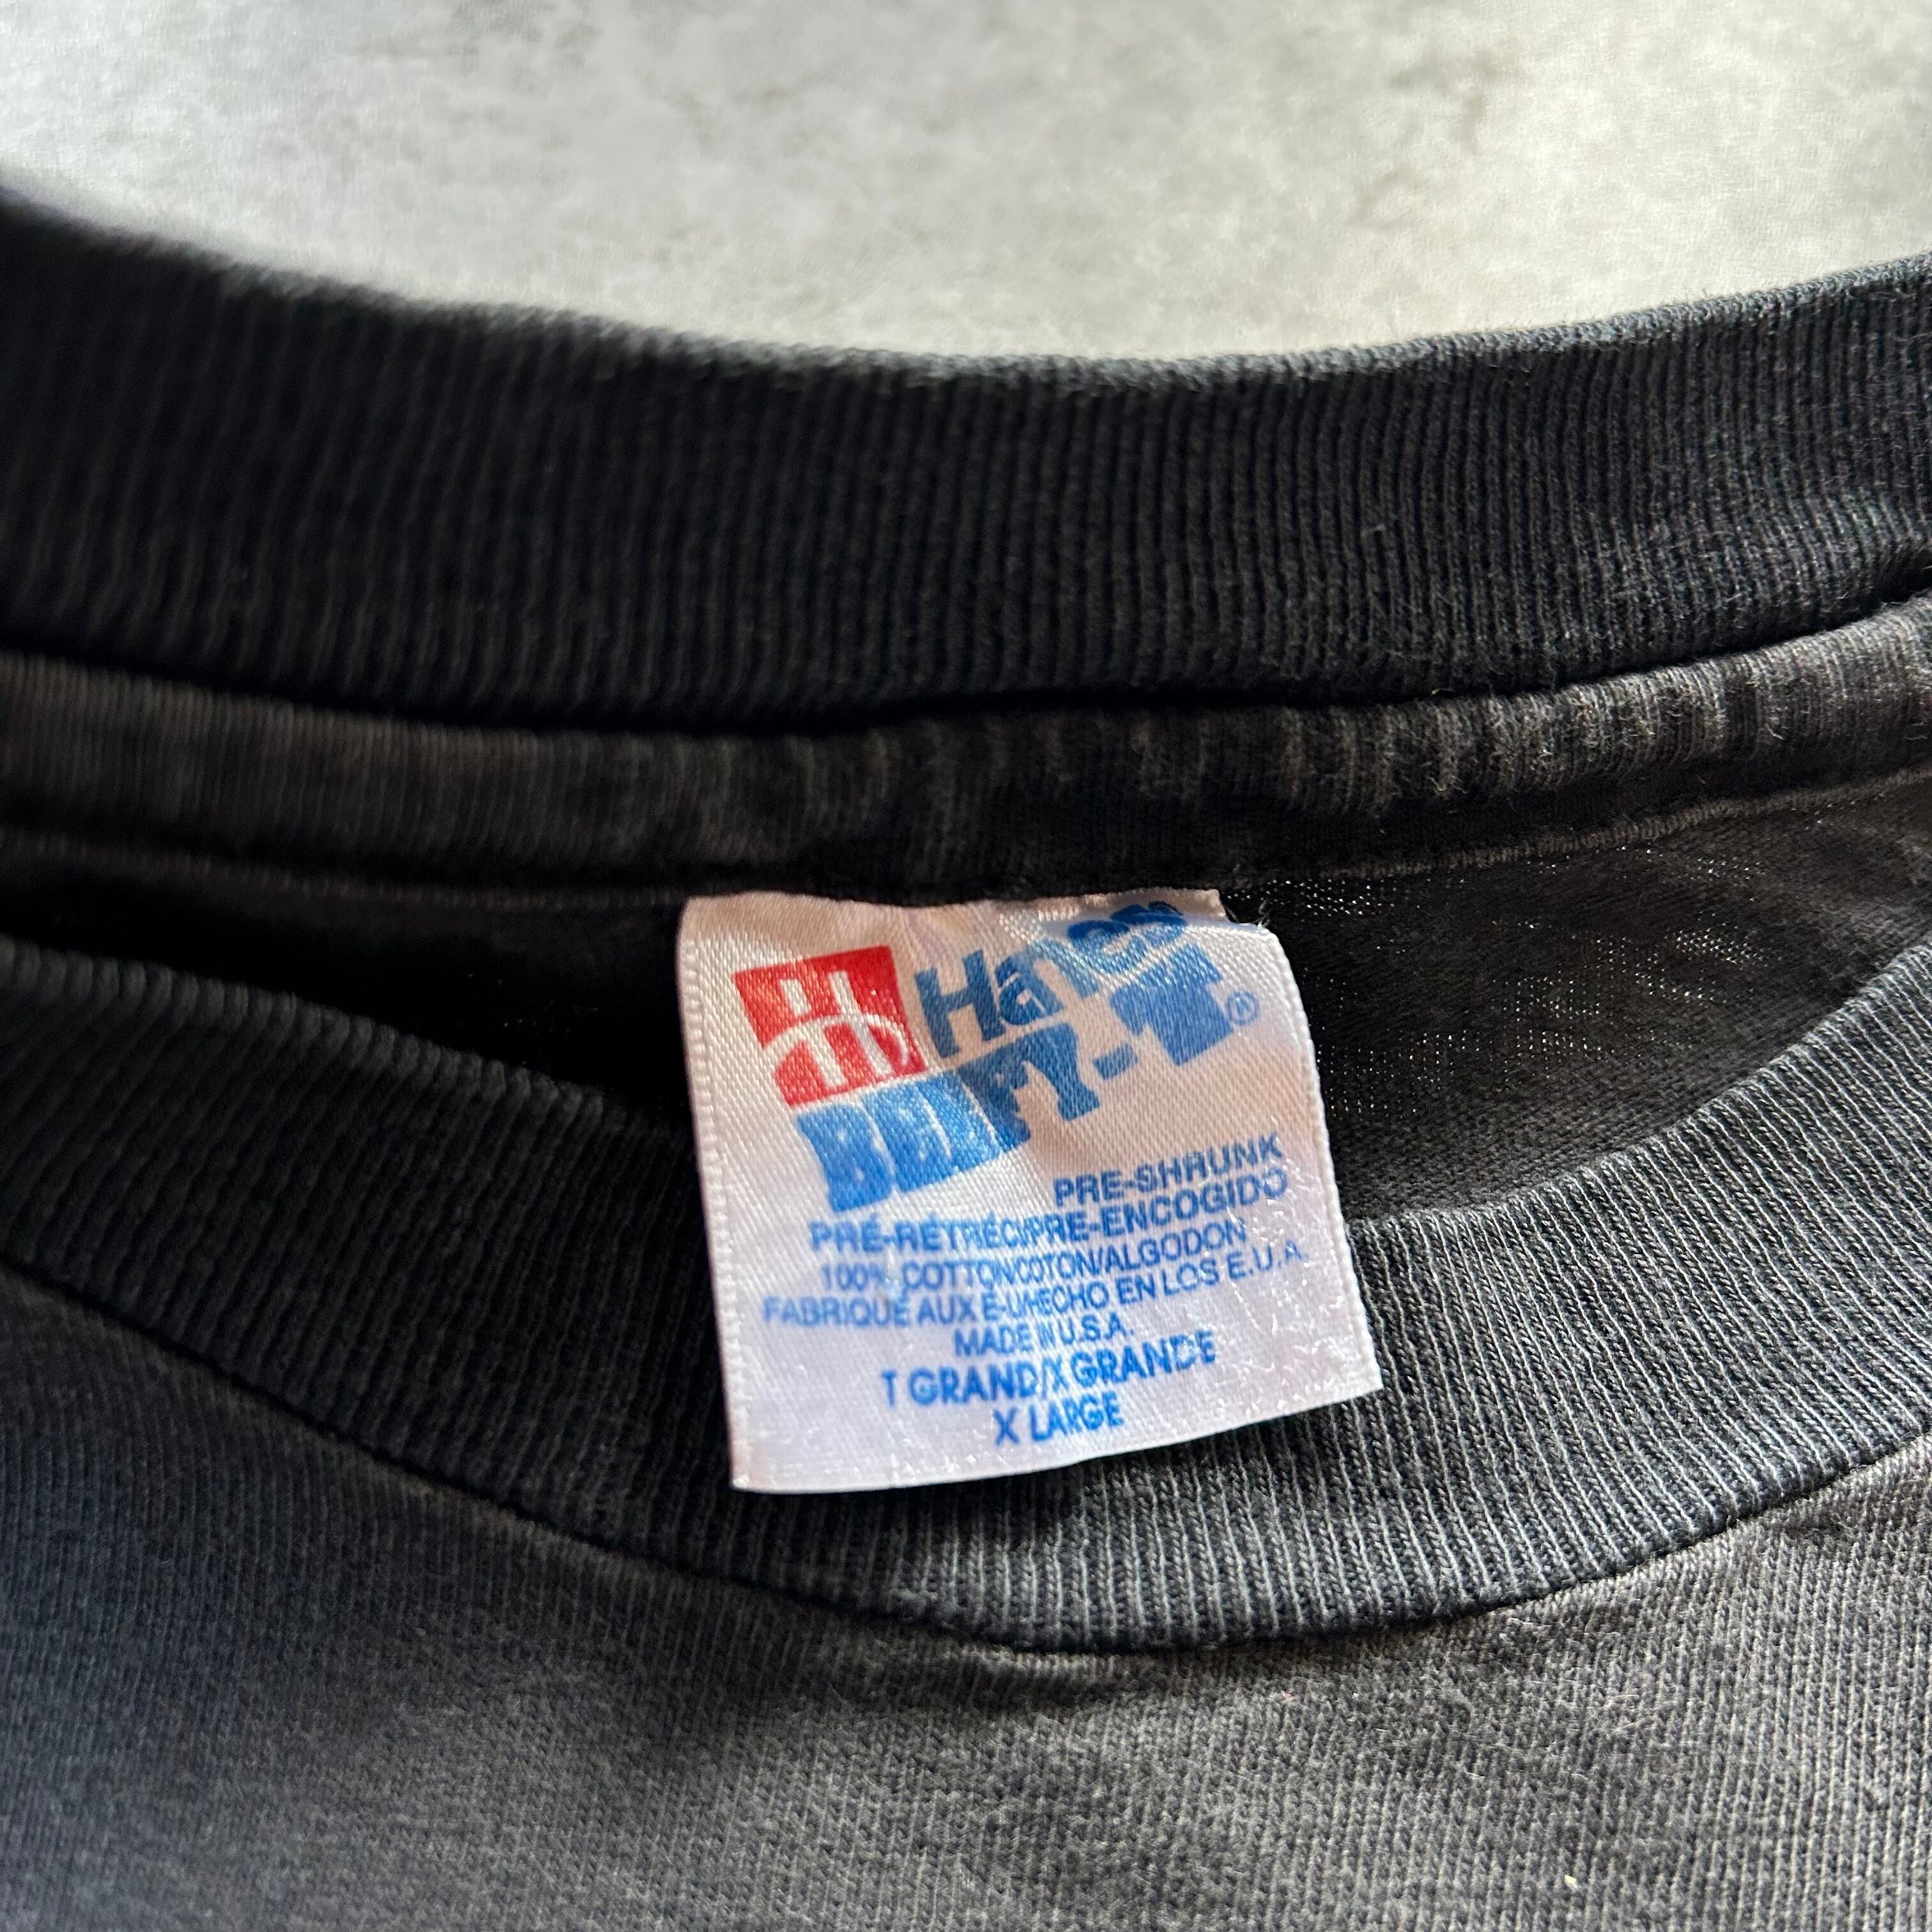 Hanes
BEEFY-T®
PRE-SHRUNK
PRÉ-RÉTRÉCI/PRE-ENCOGIDO
100% COTTON/COTON/ALGODON
FABRIQUÉ AUX É-U/HECHO EN LOS E.U.A.
MADE IN U.S.A.
T GRAND/X GRANDE
X LARGE